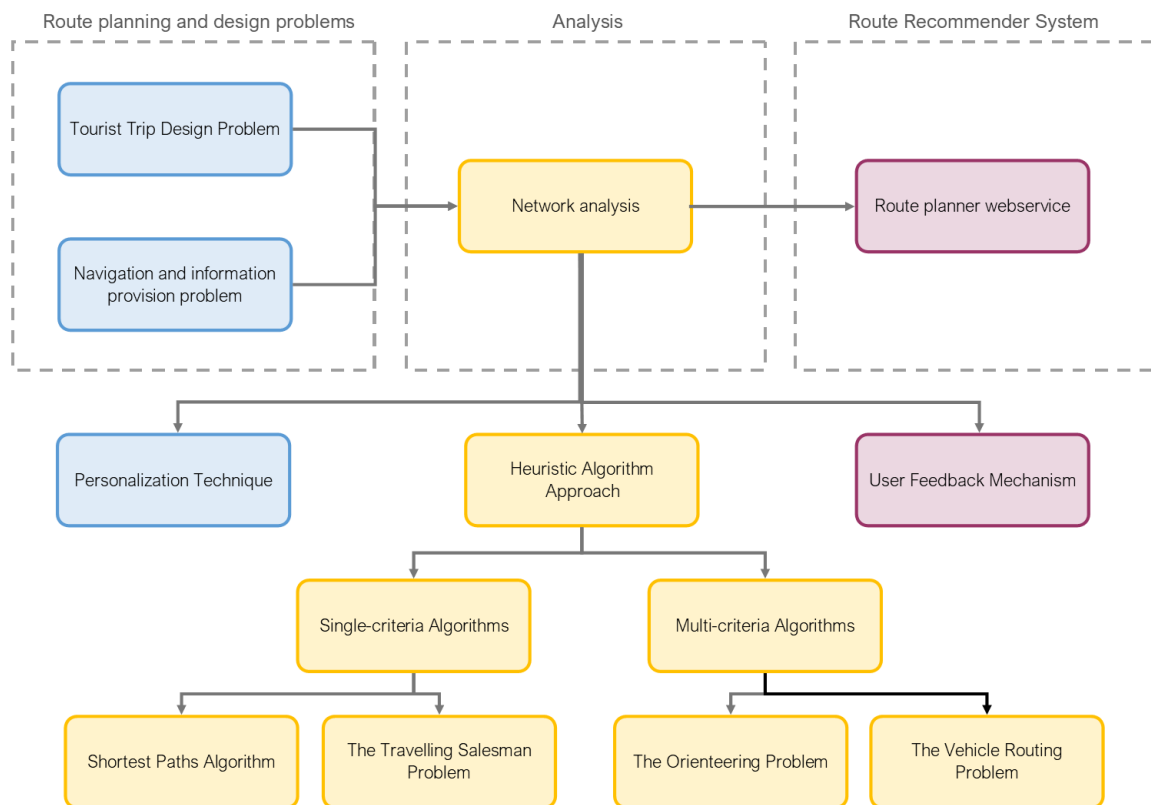 Route planning and design problems
Analysis
Route Recommender System
Tourist Trip Design Problem
Network analysis
Route planner webservice
Navigation and information
provision problem
Personalization Technique
Heuristic Algorithm
Approach
User Feedback Mechanism
Single-criteria Algorithms
Multi-criteria Algorithms
Shortest Paths Algorithm
The Travelling Salesman
Problem
The Orienteering Problem
The Vehicle Routing
Problem